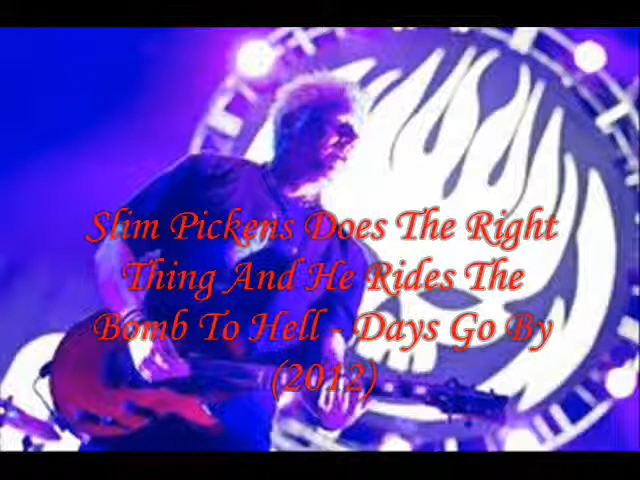 Slim Pickens Does The Right
Thing And He Rides The
Bomb To Hell - Days Go By
(2012)